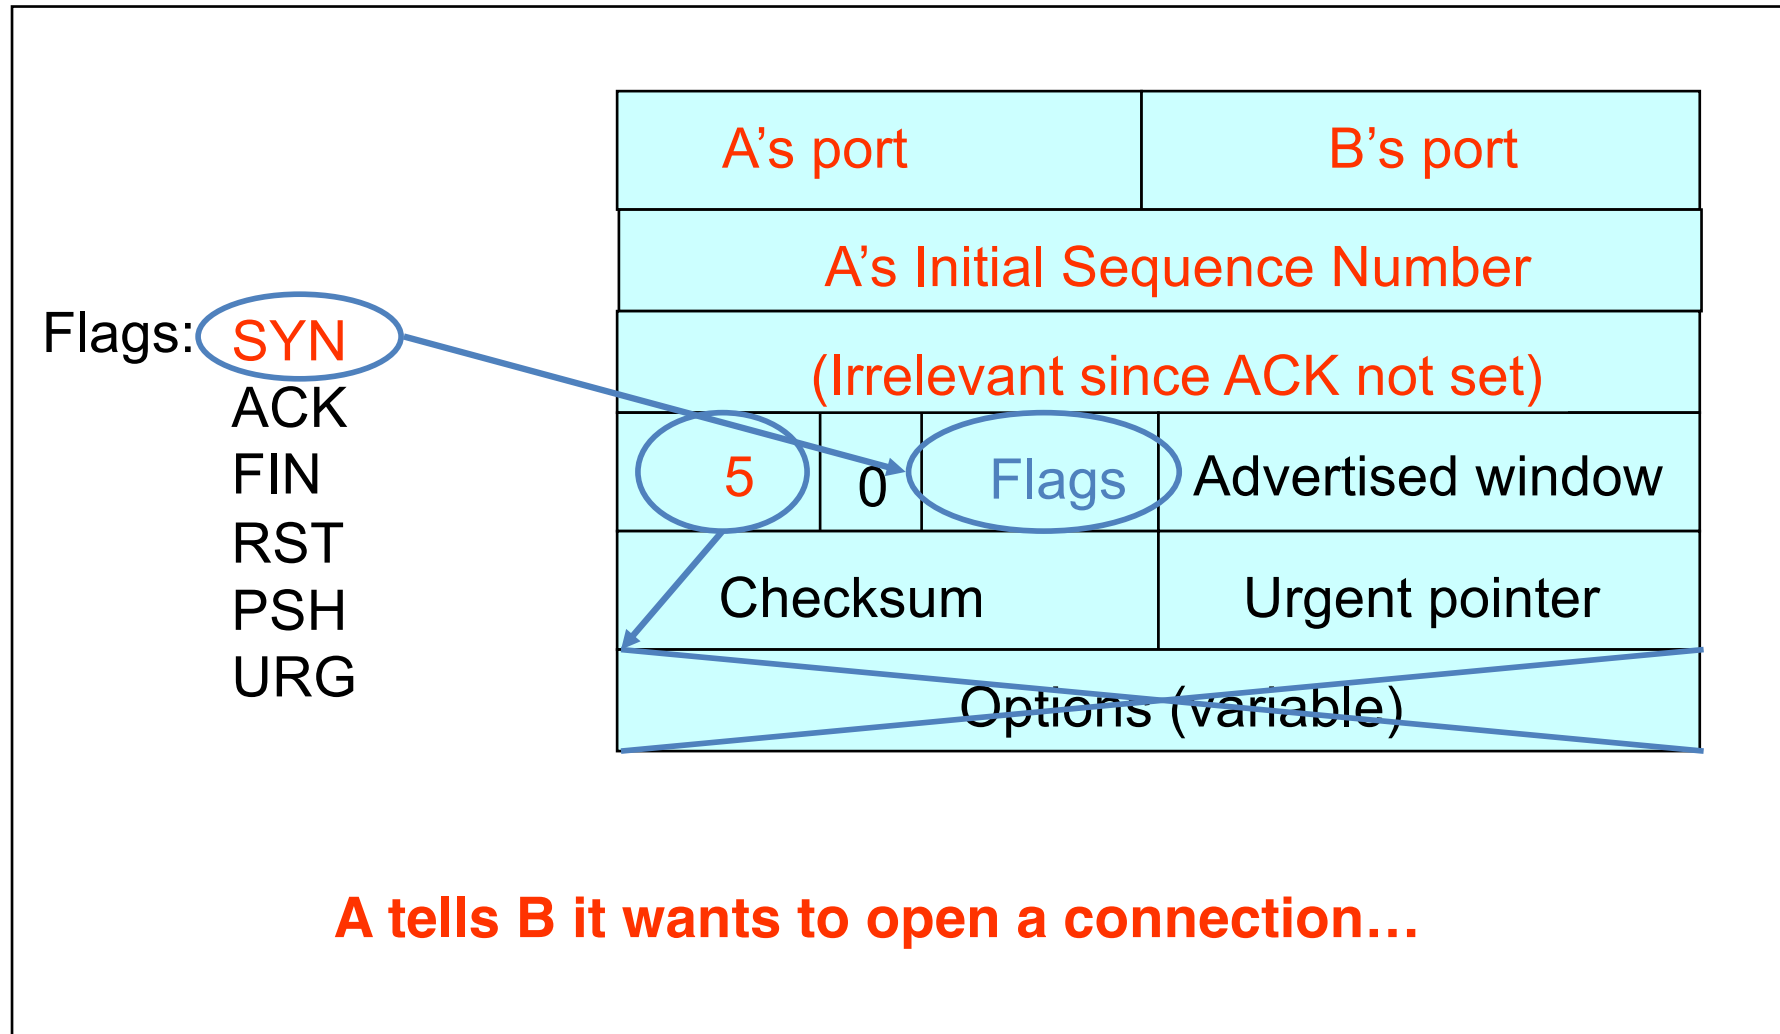 A’s port
B’s port
A’s Initial Sequence Number
Flags: SYN
(Irrelevant since ACK not set)
ACK
FIN
RST
PSH
URG
5
0
Flags
Advertised window
Checksum
Urgent pointer
Options (variable)
A tells B it wants to open a connection…